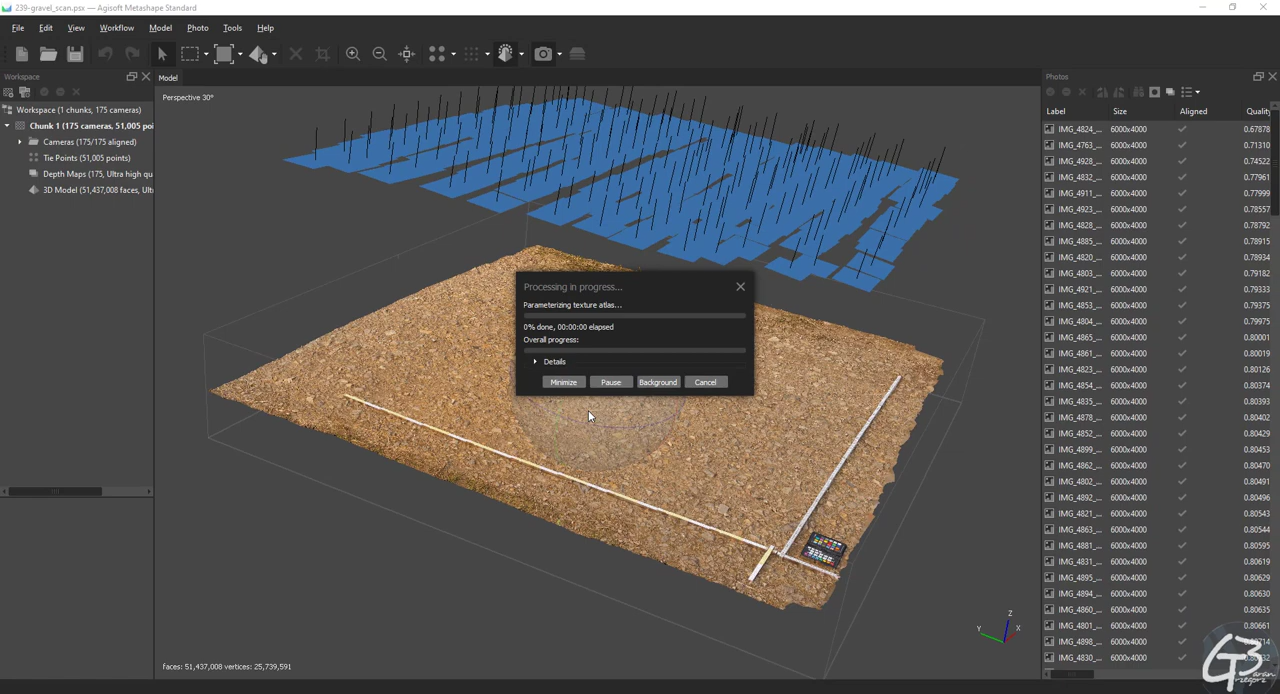 239-gravel_scan.psx — Agisoft Metashape Standard
File Edit View Workflow Model Photo Tools Help
Workspace
Model
Photos
Perspective 30°
Workspace (1 chunks, 175 cameras)
Chunk 1 (175 cameras, 51,005 poi
Cameras (175/175 aligned)
Tie Points (51,005 points)
Depth Maps (175, Ultra high qu
3D Model (51,437,008 faces, Ult
Processing in progress...
Parameterizing texture atlas...
0% done, 00:00:00 elapsed
Overall progress:
Details
Minimize Pause Background Cancel
Label Size Aligned Quality
IMG_4824_... 6000x4000 0.67878
IMG_4763_... 6000x4000 0.71310
IMG_4928_... 6000x4000 0.74522
IMG_4832_... 6000x4000 0.77961
IMG_4911_... 6000x4000 0.77999
IMG_4923_... 6000x4000 0.78557
IMG_4828_... 6000x4000 0.78792
IMG_4885_... 6000x4000 0.78915
IMG_4820_... 6000x4000 0.78934
IMG_4803_... 6000x4000 0.79182
IMG_4921_... 6000x4000 0.79333
IMG_4853_... 6000x4000 0.79375
IMG_4804_... 6000x4000 0.79975
IMG_4865_... 6000x4000 0.80001
IMG_4861_... 6000x4000 0.80019
IMG_4823_... 6000x4000 0.80126
IMG_4854_... 6000x4000 0.80374
IMG_4835_... 6000x4000 0.80393
IMG_4878_... 6000x4000 0.80402
IMG_4852_... 6000x4000 0.80429
IMG_4899_... 6000x4000 0.80453
IMG_4862_... 6000x4000 0.80470
IMG_4802_... 6000x4000 0.80491
IMG_4892_... 6000x4000 0.80496
IMG_4821_... 6000x4000 0.80543
IMG_4863_... 6000x4000 0.80544
IMG_4881_... 6000x4000 0.80595
IMG_4831_... 6000x4000 0.80619
IMG_4895_... 6000x4000 0.80629
IMG_4894_... 6000x4000 0.80630
IMG_4860_... 6000x4000 0.80635
IMG_4801_... 6000x4000 0.80661
IMG_4898_... 6000x4000
IMG_4830_... 6000x4000
Z
Y X
faces: 51,437,008 vertices: 25,739,591